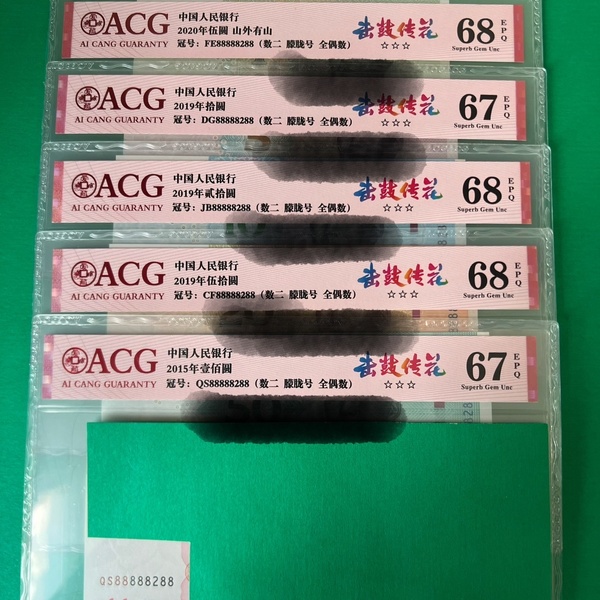 ACG
AI CANG GUARANTY
中国人民银行
2020年伍圆 山外有山
冠号: FE88888288 (数二 朦胧号 全偶数)
击鼓传花
☆☆☆
68 EPQ
Superb Gem Unc
ACG
AI CANG GUARANTY
中国人民银行
2019年拾圆
冠号: DG88888288 (数二 朦胧号 全偶数)
击鼓传花
☆☆☆
67 EPQ
Superb Gem Unc
ACG
AI CANG GUARANTY
中国人民银行
2019年贰拾圆
冠号: JB88888288 (数二 朦胧号 全偶数)
击鼓传花
☆☆☆
68 EPQ
Superb Gem Unc
ACG
AI CANG GUARANTY
中国人民银行
2019年伍拾圆
冠号: CF88888288 (数二 朦胧号 全偶数)
击鼓传花
☆☆☆
68 EPQ
Superb Gem Unc
ACG
AI CANG GUARANTY
中国人民银行
2015年壹佰圆
冠号: QS88888288 (数二 朦胧号 全偶数)
击鼓传花
☆☆☆
67 EPQ
Superb Gem Unc
QS88888288